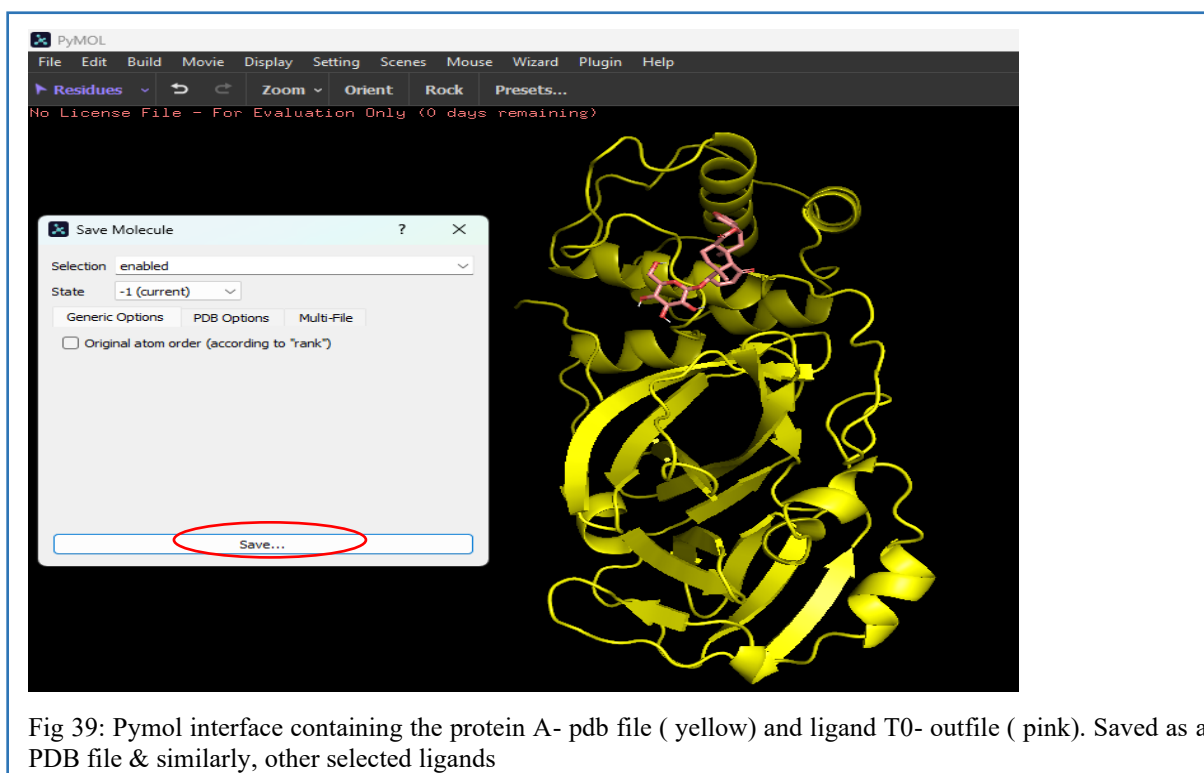 PyMOL
File Edit Build Movie Display Setting Scenes Mouse Wizard Plugin Help
Residues Zoom Orient Rock Presets...
No License File - For Evaluation Only (0 days remaining)
Save Molecule ?
Selection enabled
State -1 (current)
Generic Options PDB Options Multi-File
Original atom order (according to "rank")
Save...
Fig 39: Pymol interface containing the protein A- pdb file ( yellow) and ligand T0- outfile ( pink). Saved as a
PDB file & similarly, other selected ligands